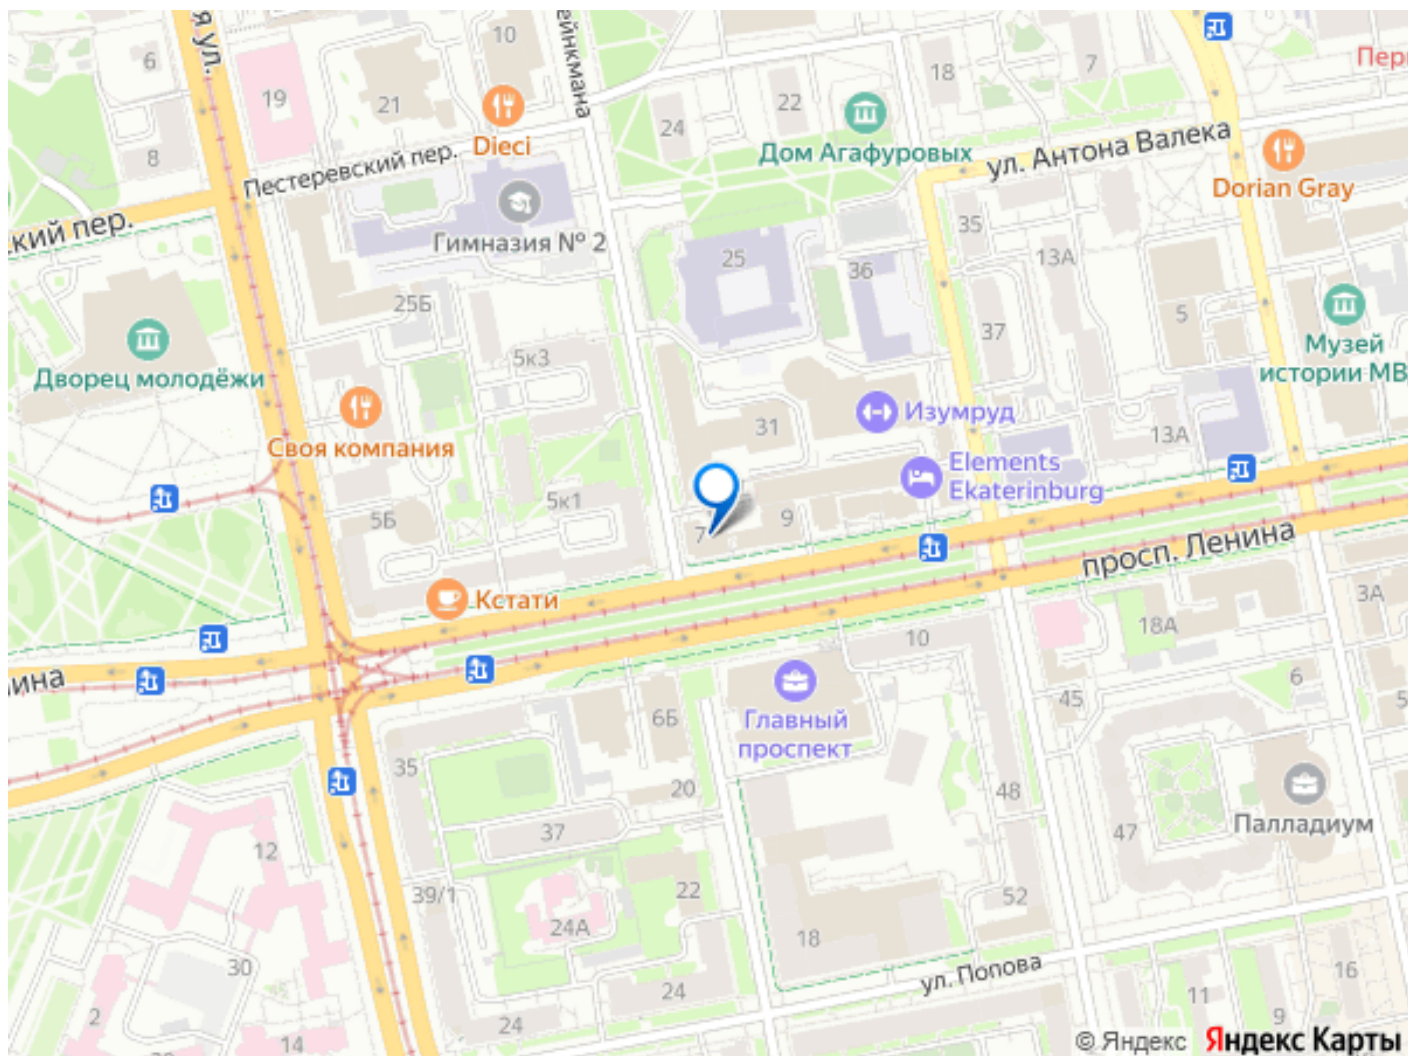 я ул.
ейнкмана
10
6
7
18
Пер
19
21
22
24
Дом Агафуровых
ул. Антона Валека
Dieci
8
Пестеревский пер.
Dorian Gray
кий пер.
Гимназия № 2
35
25
36
13А
25Б
5
37
Музей
истории МВ
5к3
Дворец молодёжи
Изумруд
31
13А
Своя компания
Elements
Ekaterinburg
5к1
5Б
9
7
просп. Ленина
Кстати
3А
18А
10
ина
6
45
5
6Б
Главный
проспект
35
20
48
Палладиум
37
47
12
39/1
22
52
24А
18
30
ул. Попова
16
24
11
2
9
24
14
© Яндекс Яндекс Карты